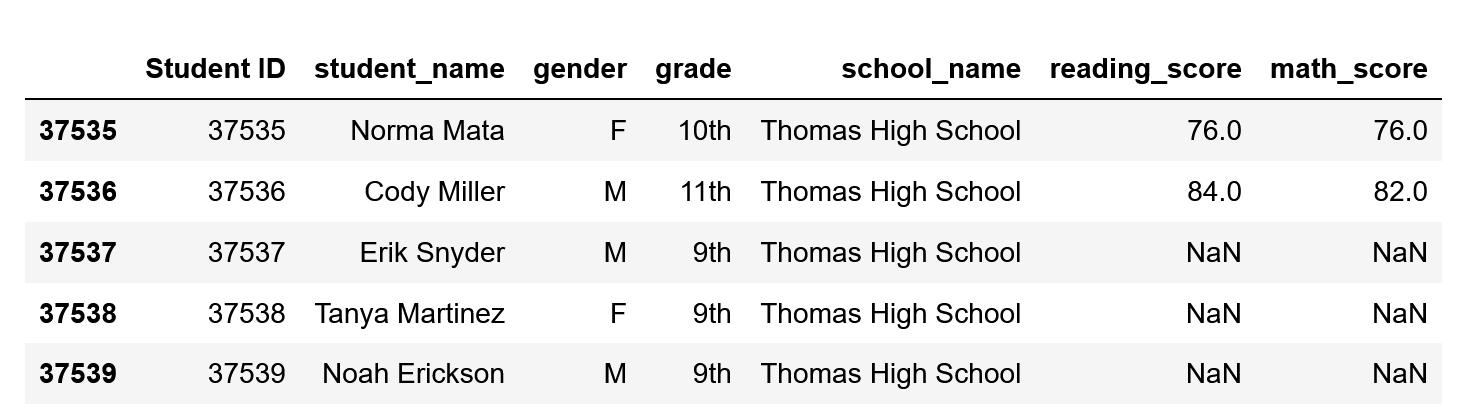 Student ID student_name gender grade school_name reading_score math_score
37535 37535 Norma Mata F 10th Thomas High School 76.0 76.0
37536 37536 Cody Miller M 11th Thomas High School 84.0 82.0
37537 37537 Erik Snyder M 9th Thomas High School NaN NaN
37538 37538 Tanya Martinez F 9th Thomas High School NaN NaN
37539 37539 Noah Erickson M 9th Thomas High School NaN NaN